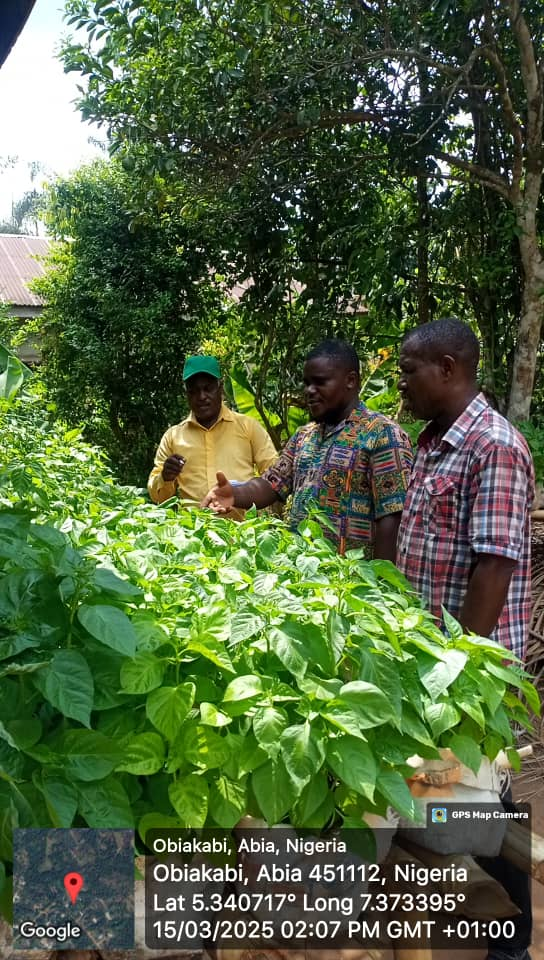 GPS Map Camera
Obiakabi, Abia, Nigeria
Obiakabi, Abia 451112, Nigeria
Lat 5.340717° Long 7.373395°
15/03/2025 02:07 PM GMT +01:00
Google